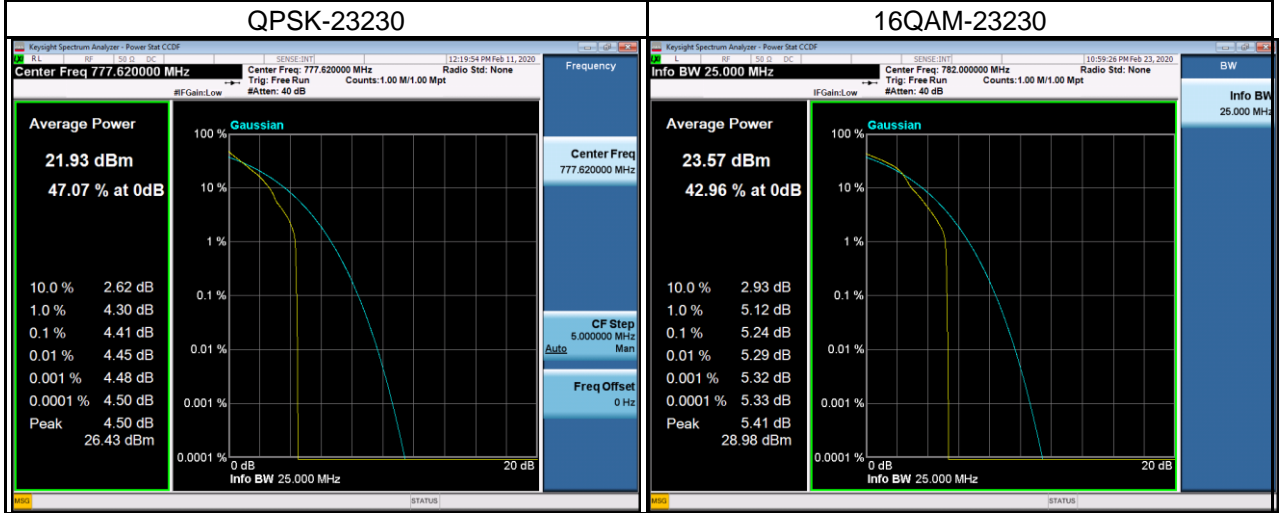 QPSK-23230
16QAM-23230
Keysight Spectrum Analyzer - Power Stat CCDF
RL RF 50 Ω DC SENSE:INT 12:19:54 PM Feb 11, 2020
Center Freq 777.620000 MHz
Center Freq: 777.620000 MHz Radio Std: None
Trig: Free Run Counts:1.00 M/1.00 Mpt
#IFGain:Low #Atten: 40 dB
Frequency
Average Power
21.93 dBm
47.07 % at 0dB
10.0 % 2.62 dB
1.0 % 4.30 dB
0.1 % 4.41 dB
0.01 % 4.45 dB
0.001 % 4.48 dB
0.0001 % 4.50 dB
Peak 4.50 dB
26.43 dBm
Gaussian
100 %
10 %
1 %
0.1 %
0.01 %
0.001 %
0.0001 %
0 dB 20 dB
Info BW 25.000 MHz
Center Freq
777.620000 MHz
CF Step
5.000000 MHz
Auto Man
Freq Offset
0 Hz
MSG STATUS
Keysight Spectrum Analyzer - Power Stat CCDF
L RF 50 Ω DC SENSE:INT 10:59:26 PM Feb 23, 2020
Info BW 25.000 MHz
Center Freq: 782.000000 MHz Radio Std: None
Trig: Free Run Counts:1.00 M/1.00 Mpt
IFGain:Low #Atten: 40 dB
BW
Info BW
25.000 MHz
Average Power
23.57 dBm
42.96 % at 0dB
10.0 % 2.93 dB
1.0 % 5.12 dB
0.1 % 5.24 dB
0.01 % 5.29 dB
0.001 % 5.32 dB
0.0001 % 5.33 dB
Peak 5.41 dB
28.98 dBm
Gaussian
100 %
10 %
1 %
0.1 %
0.01 %
0.001 %
0.0001 %
0 dB 20 dB
Info BW 25.000 MHz
MSG STATUS